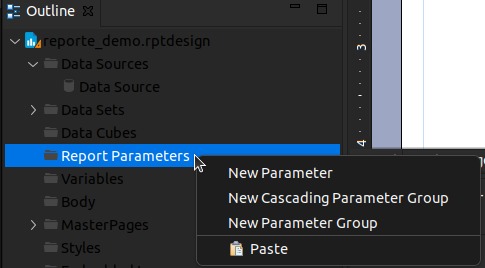 Outline
reporte_demo.rptdesign
Data Sources
Data Source
Data Sets
Data Cubes
Report Parameters
Variables
Body
MasterPages
Styles
New Parameter
New Cascading Parameter Group
New Parameter Group
Paste
3
4